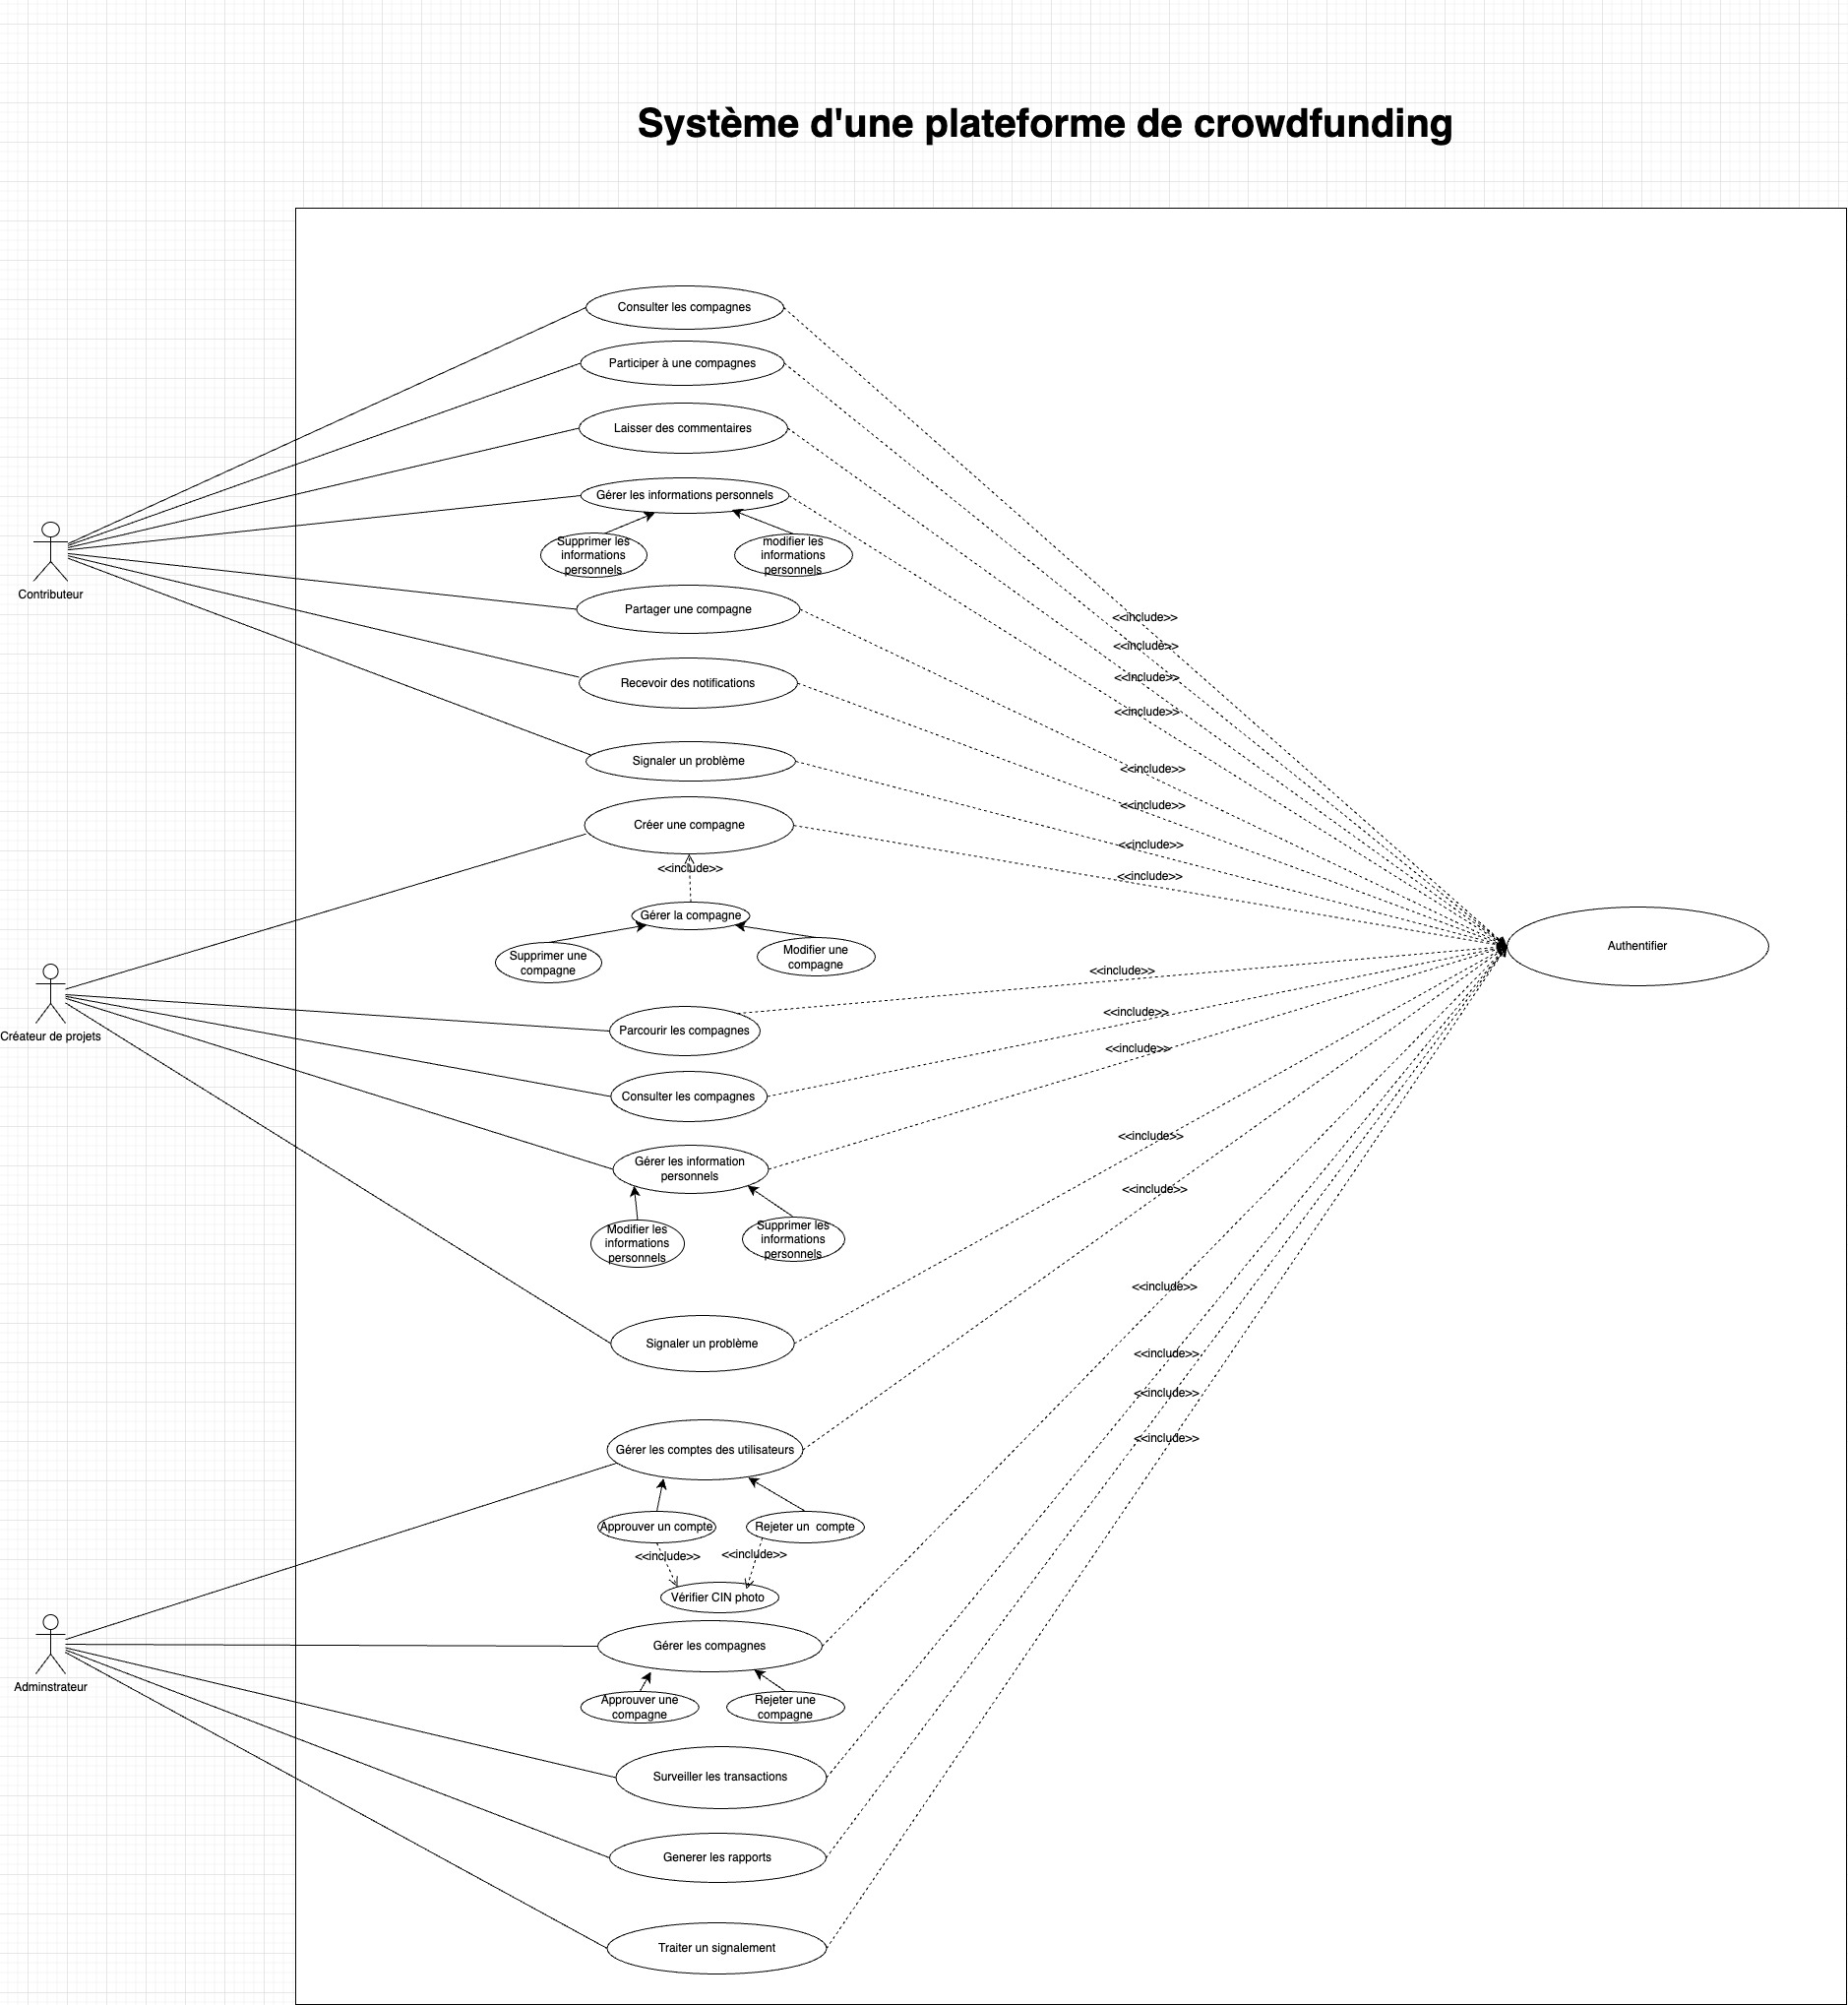 Système d'une plateforme de crowdfunding
Consulter les compagnes
Participer à une compagnes
Laisser des commentaires
Gérer les informations personnels
Supprimer les
informations
personnels
modifier les
informations
personnels
Contributeur
Partager une compagne
<<include>>
<<include>>
Recevoir des notifications
<<include>>
<<include>>
Signaler un problème
<<include>>
<<include>>
Créer une compagne
<<include>>
<<include>>
<<include>>
Gérer la compagne
Supprimer une
compagne
Modifier une
compagne
Authentifier
<<include>>
Créateur de projets
Parcourir les compagnes
<<include>>
<<include>>
Consulter les compagnes
<<include>>
Gérer les information
personnels
<<include>>
Modifier les
informations
personnels
Supprimer les
informations
personnels
<<include>>
Signaler un problème
<<include>>
<<include>>
<<include>>
Gérer les comptes des utilisateurs
Approuver un compte
Rejeter un  compte
<<include>>
<<include>>
Vérifier CIN photo
Gérer les compagnes
Adminstrateur
Approuver une
compagne
Rejeter une
compagne
Surveiller les transactions
Génerer les rapports
Traiter un signalement